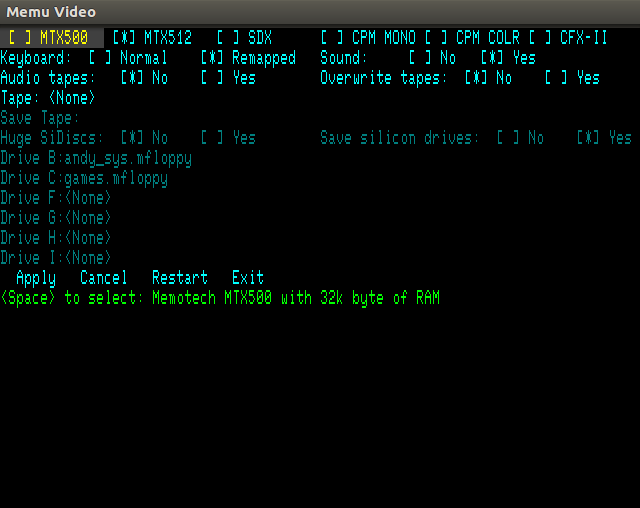 Memu Video
[ ] MTX500 [*] MTX512 [ ] SDX [ ] CPM MONO [ ] CPM COLR [ ] CFX-II
Keyboard: [ ] Normal [*] Remapped Sound: [ ] No [*] Yes
Audio tapes: [*] No [ ] Yes Overwrite tapes: [*] No [ ] Yes
Tape: <None>
Save Tape:
Huge SiDiscs: [*] No [ ] Yes Save silicon drives: [ ] No [*] Yes
Drive B:andy_sys.mfloppy
Drive C:games.mfloppy
Drive F:<None>
Drive G:<None>
Drive H:<None>
Drive I:<None>
Apply Cancel Restart Exit
<Space> to select: Memotech MTX500 with 32k byte of RAM